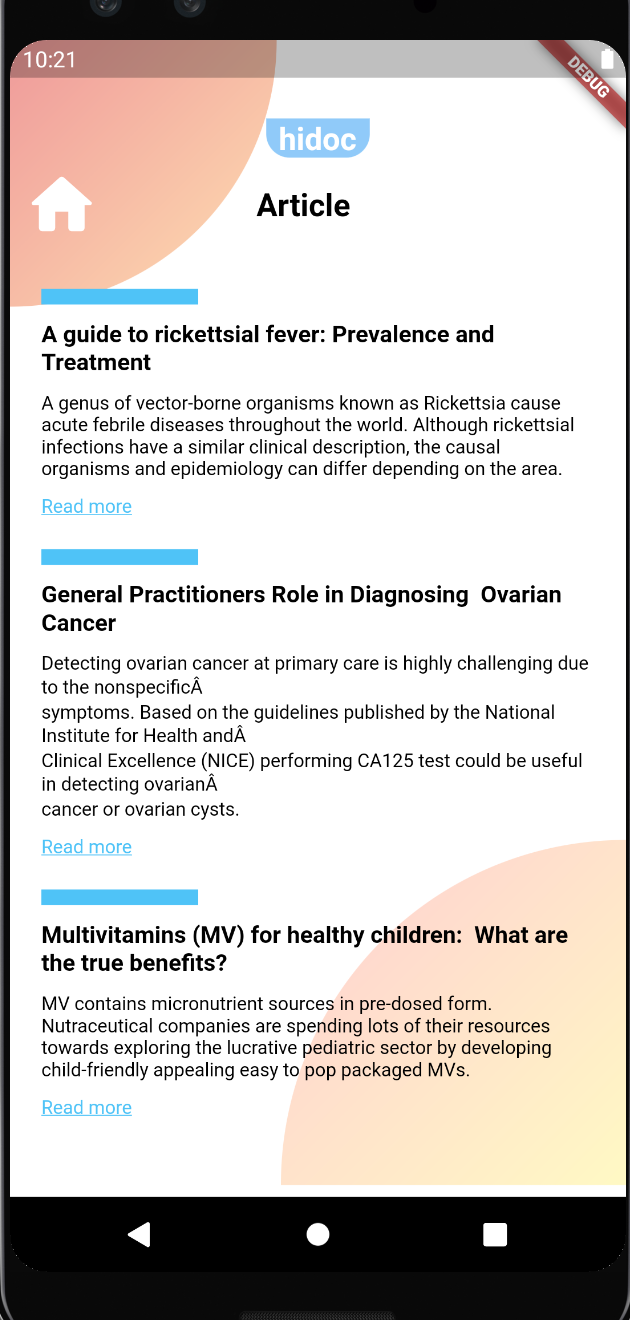 10:21
DEBUG
hidoc
Article
A guide to rickettsial fever: Prevalence and
Treatment
A genus of vector-borne organisms known as Rickettsia cause
acute febrile diseases throughout the world. Although rickettsial
infections have a similar clinical description, the causal
organisms and epidemiology can differ depending on the area.
Read more
General Practitioners Role in Diagnosing  Ovarian
Cancer
Detecting ovarian cancer at primary care is highly challenging due
to the nonspecificÂ
symptoms. Based on the guidelines published by the National
Institute for Health andÂ
Clinical Excellence (NICE) performing CA125 test could be useful
in detecting ovarianÂ
cancer or ovarian cysts.
Read more
Multivitamins (MV) for healthy children:  What are
the true benefits?
MV contains micronutrient sources in pre-dosed form.
Nutraceutical companies are spending lots of their resources
towards exploring the lucrative pediatric sector by developing
child-friendly appealing easy to pop packaged MVs.
Read more